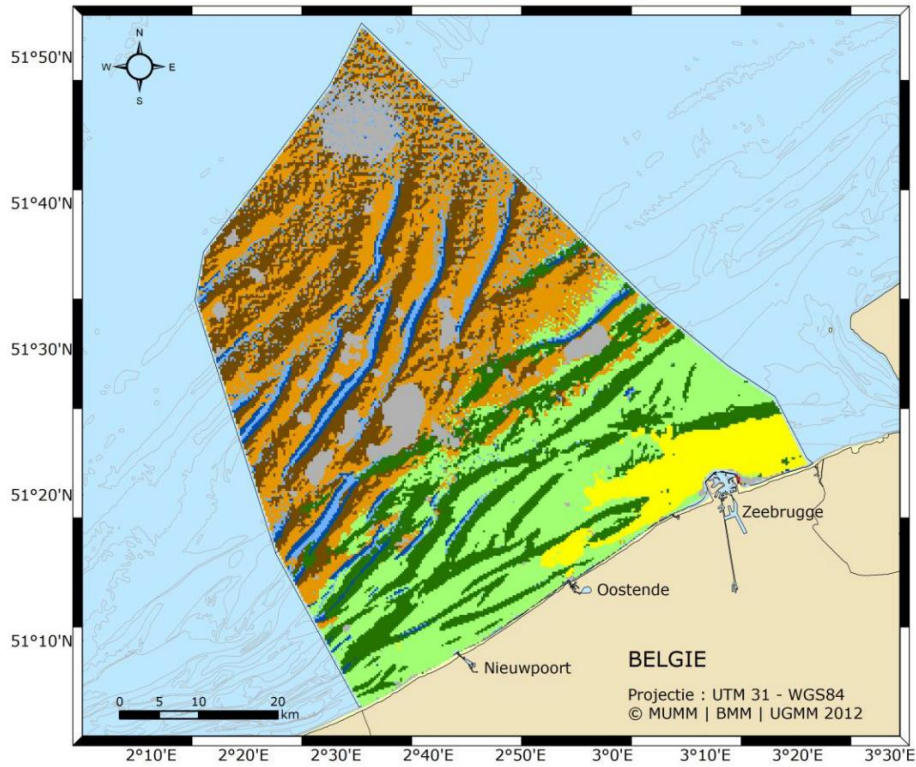 N
W E
S
51°50'N
51°40'N
51°30'N
51°20'N
51°10'N
Zeebrugge
Oostende
Nieuwpoort
BELGIE
Projectie : UTM 31 - WGS84
© MUMM | BMM | UGMM 2012
0 5 10 20
km
2°10'E 2°20'E 2°30'E 2°40'E 2°50'E 3°0'E 3°10'E 3°20'E 3°30'E